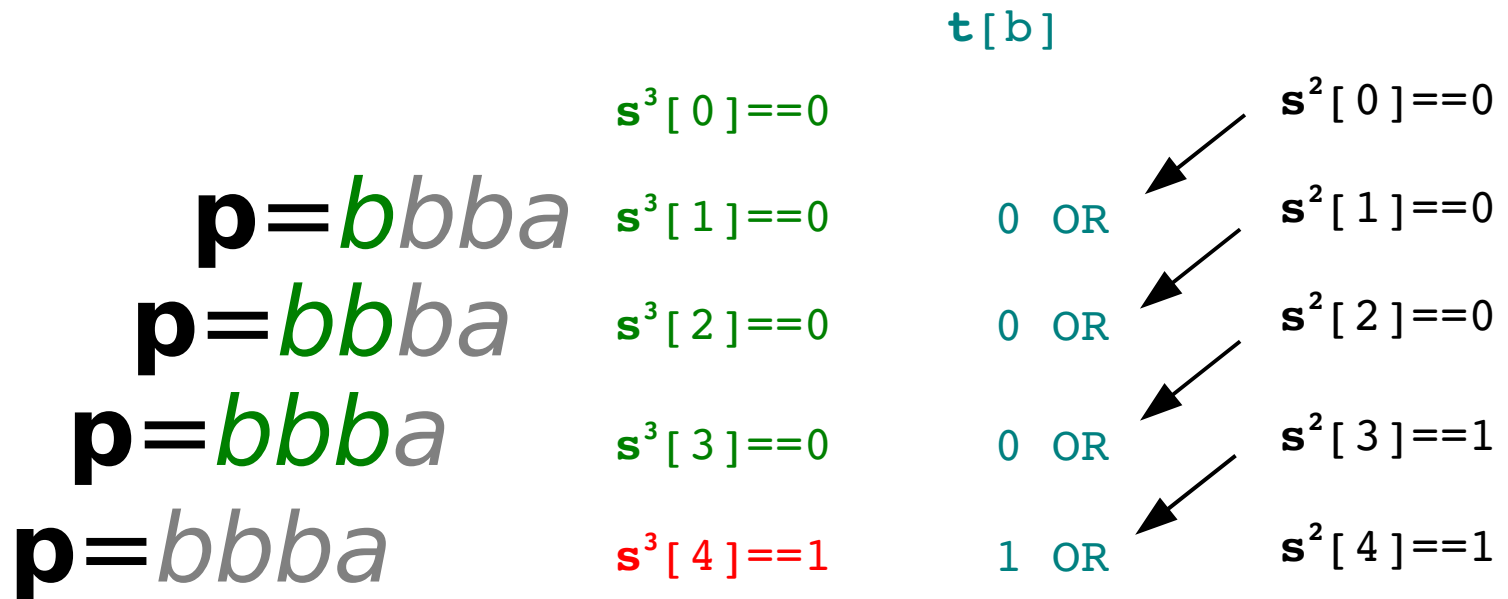 t[b]
s³[0]==0 s²[0]==0
p=bbba s³[1]==0 0 OR s²[1]==0
p=bbba s³[2]==0 0 OR s²[2]==0
p=bbba s³[3]==0 0 OR s²[3]==1
p=bbba s³[4]==1 1 OR s²[4]==1